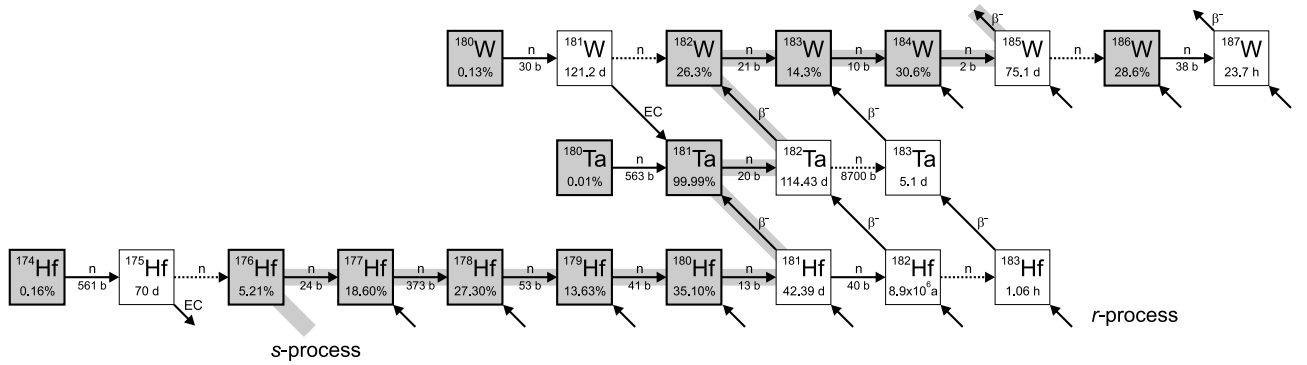 β⁻ β⁻
¹⁸⁰W n ¹⁸¹W n ¹⁸²W n ¹⁸³W n ¹⁸⁴W n ¹⁸⁵W n ¹⁸⁶W n ¹⁸⁷W
0.13% 30 b 121.2 d 26.3% 21 b 14.3% 10 b 30.6% 2 b 75.1 d 28.6% 38 b 23.7 h
EC β⁻ β⁻
¹⁸⁰Ta n ¹⁸¹Ta n ¹⁸²Ta n ¹⁸³Ta
0.01% 563 b 99.99% 20 b 114.43 d 8700 b 5.1 d
β⁻ β⁻ β⁻
¹⁷⁴Hf n ¹⁷⁵Hf n ¹⁷⁶Hf n ¹⁷⁷Hf n ¹⁷⁸Hf n ¹⁷⁹Hf n ¹⁸⁰Hf n ¹⁸¹Hf n ¹⁸²Hf n ¹⁸³Hf
0.16% 561 b 70 d 5.21% 24 b 18.60% 373 b 27.30% 53 b 13.63% 41 b 35.10% 13 b 42.39 d 40 b 8.9x10⁶a 1.06 h
EC
r-process
s-process